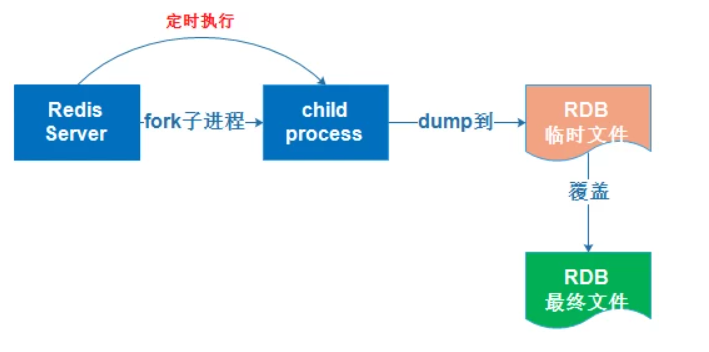 定时执行
Redis
Server
fork子进程
child
process
dump到
RDB
临时文件
覆盖
RDB
最终文件